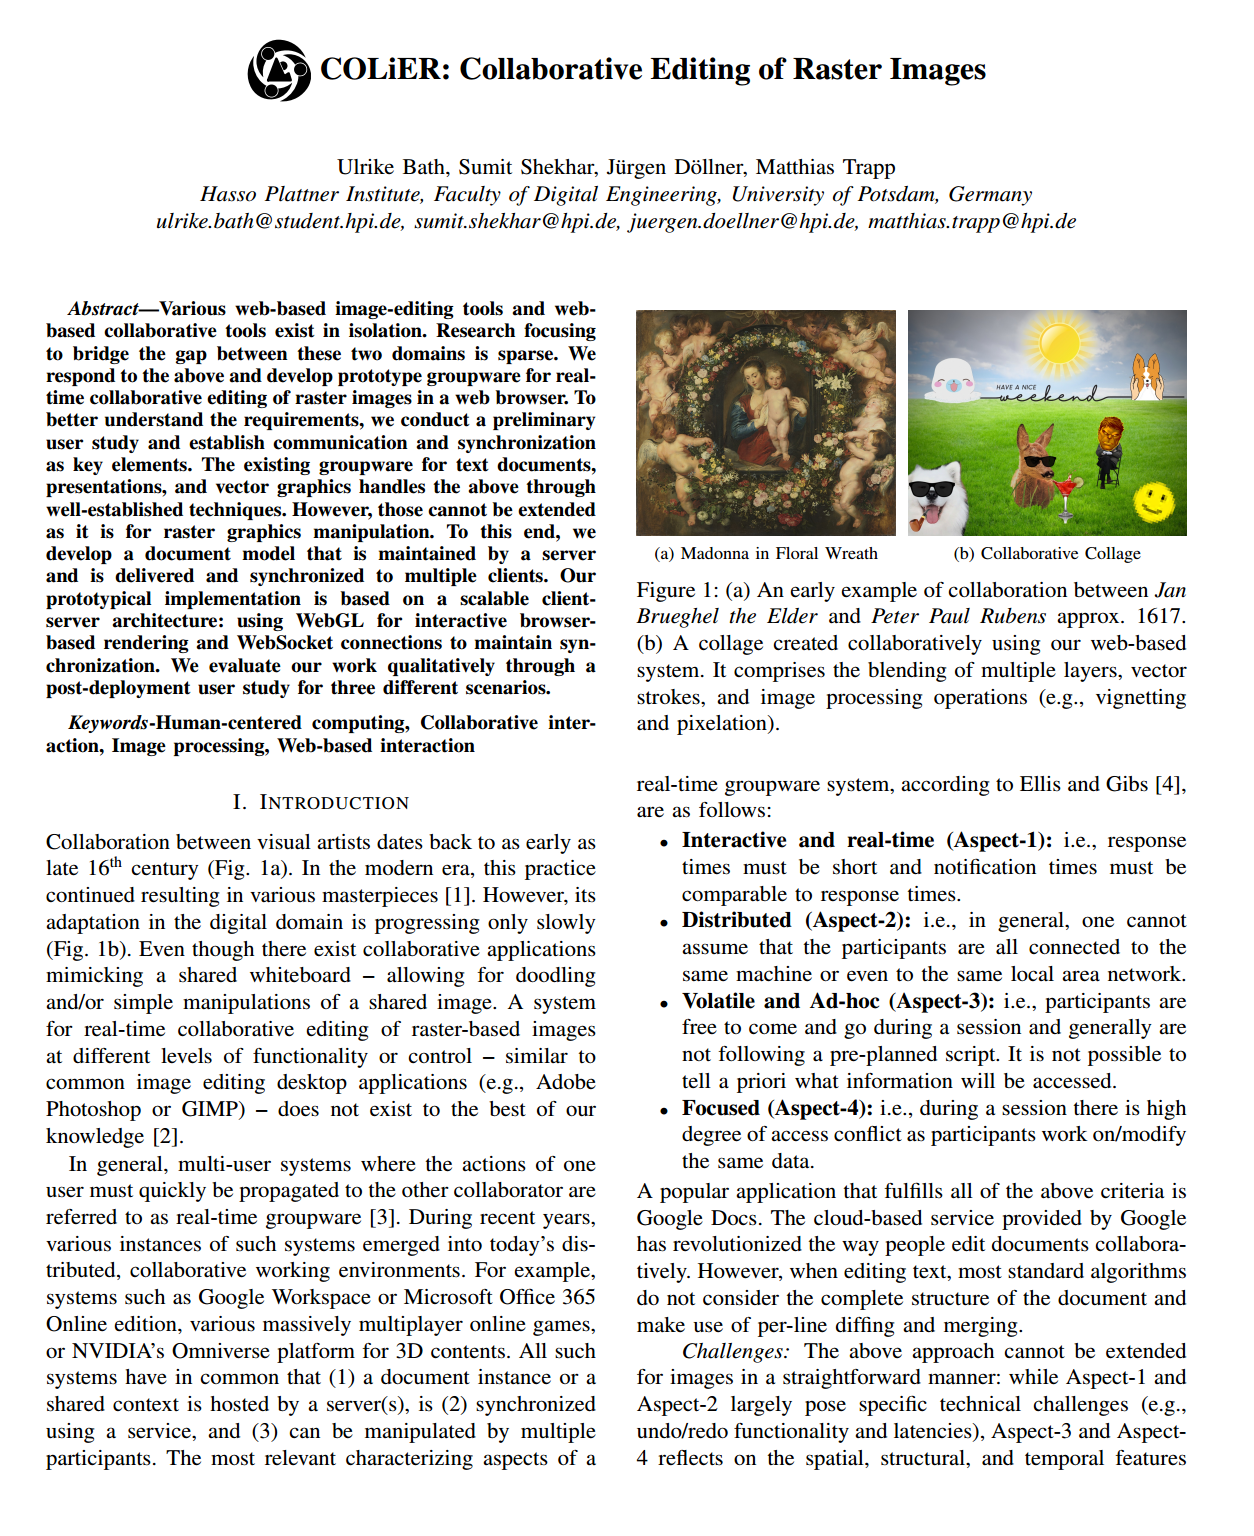 COLiER: Collaborative Editing of Raster Images
Ulrike Bath, Sumit Shekhar, Jürgen Döllner, Matthias Trapp
Hasso Plattner Institute, Faculty of Digital Engineering, University of Potsdam, Germany
ulrike.bath@student.hpi.de, sumit.shekhar@hpi.de, juergen.doellner@hpi.de, matthias.trapp@hpi.de
Abstract—Various web-based image-editing tools and web-
based collaborative tools exist in isolation. Research focusing
to bridge the gap between these two domains is sparse. We
respond to the above and develop prototype groupware for real-
time collaborative editing of raster images in a web browser. To
better understand the requirements, we conduct a preliminary
user study and establish communication and synchronization
as key elements. The existing groupware for text documents,
presentations, and vector graphics handles the above through
well-established techniques. However, those cannot be extended
as it is for raster graphics manipulation. To this end, we
develop a document model that is maintained by a server
and is delivered and synchronized to multiple clients. Our
prototypical implementation is based on a scalable client-
server architecture: using WebGL for interactive browser-
based rendering and WebSocket connections to maintain syn-
chronization. We evaluate our work qualitatively through a
post-deployment user study for three different scenarios.
Keywords-Human-centered computing, Collaborative inter-
action, Image processing, Web-based interaction
I. INTRODUCTION
Collaboration between visual artists dates back to as early as
late 16th century (Fig. 1a). In the modern era, this practice
continued resulting in various masterpieces [1]. However, its
adaptation in the digital domain is progressing only slowly
(Fig. 1b). Even though there exist collaborative applications
mimicking a shared whiteboard – allowing for doodling
and/or simple manipulations of a shared image. A system
for real-time collaborative editing of raster-based images
at different levels of functionality or control – similar to
common image editing desktop applications (e.g., Adobe
Photoshop or GIMP) – does not exist to the best of our
knowledge [2].
In general, multi-user systems where the actions of one
user must quickly be propagated to the other collaborator are
referred to as real-time groupware [3]. During recent years,
various instances of such systems emerged into today's dis-
tributed, collaborative working environments. For example,
systems such as Google Workspace or Microsoft Office 365
Online edition, various massively multiplayer online games,
or NVIDIA's Omniverse platform for 3D contents. All such
systems have in common that (1) a document instance or a
shared context is hosted by a server(s), is (2) synchronized
using a service, and (3) can be manipulated by multiple
participants. The most relevant characterizing aspects of a
HAVE A NICE
weekend
(a) Madonna in Floral Wreath
(b) Collaborative Collage
Figure 1: (a) An early example of collaboration between Jan
Brueghel the Elder and Peter Paul Rubens approx. 1617.
(b) A collage created collaboratively using our web-based
system. It comprises the blending of multiple layers, vector
strokes, and image processing operations (e.g., vignetting
and pixelation).
real-time groupware system, according to Ellis and Gibs [4],
are as follows:
• Interactive and real-time (Aspect-1): i.e., response
times must be short and notification times must be
comparable to response times.
• Distributed (Aspect-2): i.e., in general, one cannot
assume that the participants are all connected to the
same machine or even to the same local area network.
• Volatile and Ad-hoc (Aspect-3): i.e., participants are
free to come and go during a session and generally are
not following a pre-planned script. It is not possible to
tell a priori what information will be accessed.
• Focused (Aspect-4): i.e., during a session there is high
degree of access conflict as participants work on/modify
the same data.
A popular application that fulfills all of the above criteria is
Google Docs. The cloud-based service provided by Google
has revolutionized the way people edit documents collabora-
tively. However, when editing text, most standard algorithms
do not consider the complete structure of the document and
make use of per-line diffing and merging.
Challenges: The above approach cannot be extended
for images in a straightforward manner: while Aspect-1 and
Aspect-2 largely pose specific technical challenges (e.g.,
undo/redo functionality and latencies), Aspect-3 and Aspect-
4 reflects on the spatial, structural, and temporal features